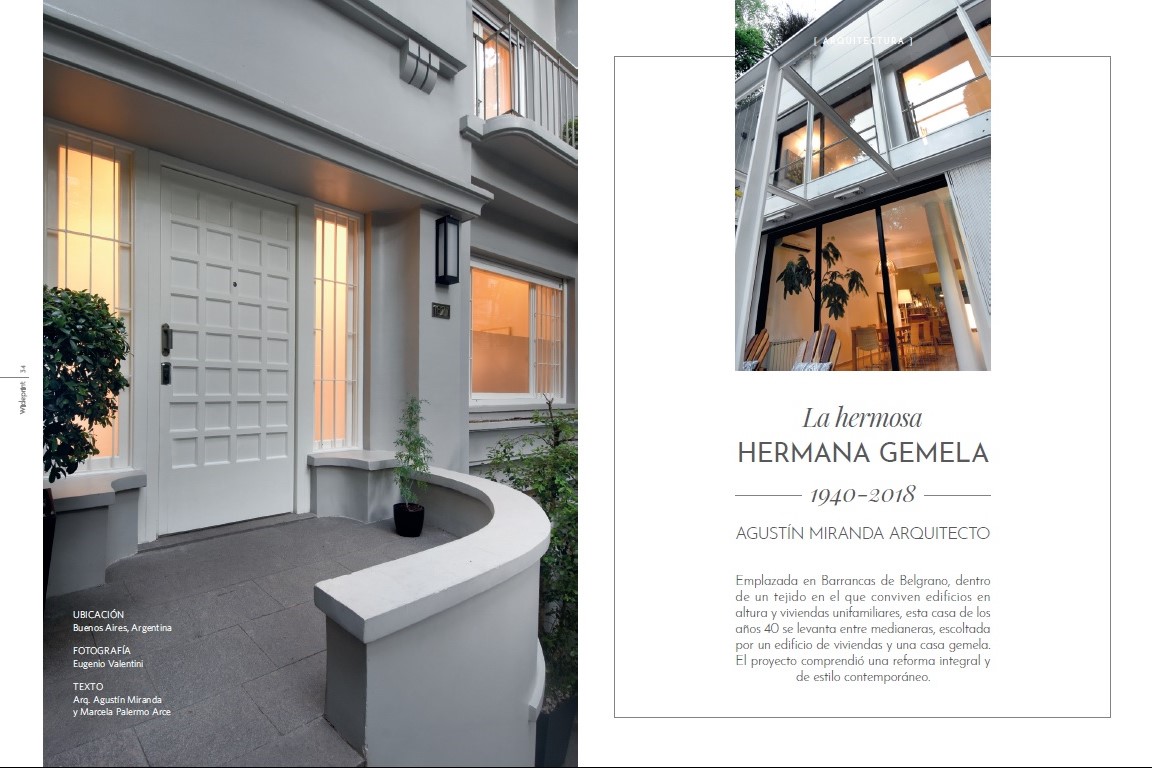 Wideprint | 34
UBICACIÓN
Buenos Aires, Argentina
FOTOGRAFÍA
Eugenio Valentini
TEXTO
Arq. Agustín Miranda
y Marcela Palermo Arce
[ ARQUITECTURA ]
La hermosa
HERMANA GEMELA
1940-2018
AGUSTÍN MIRANDA ARQUITECTO
Emplazada en Barrancas de Belgrano, dentro
de un tejido en el que conviven edificios en
altura y viviendas unifamiliares, esta casa de los
años 40 se levanta entre medianeras, escoltada
por un edificio de viviendas y una casa gemela.
El proyecto comprendió una reforma integral y
de estilo contemporáneo.